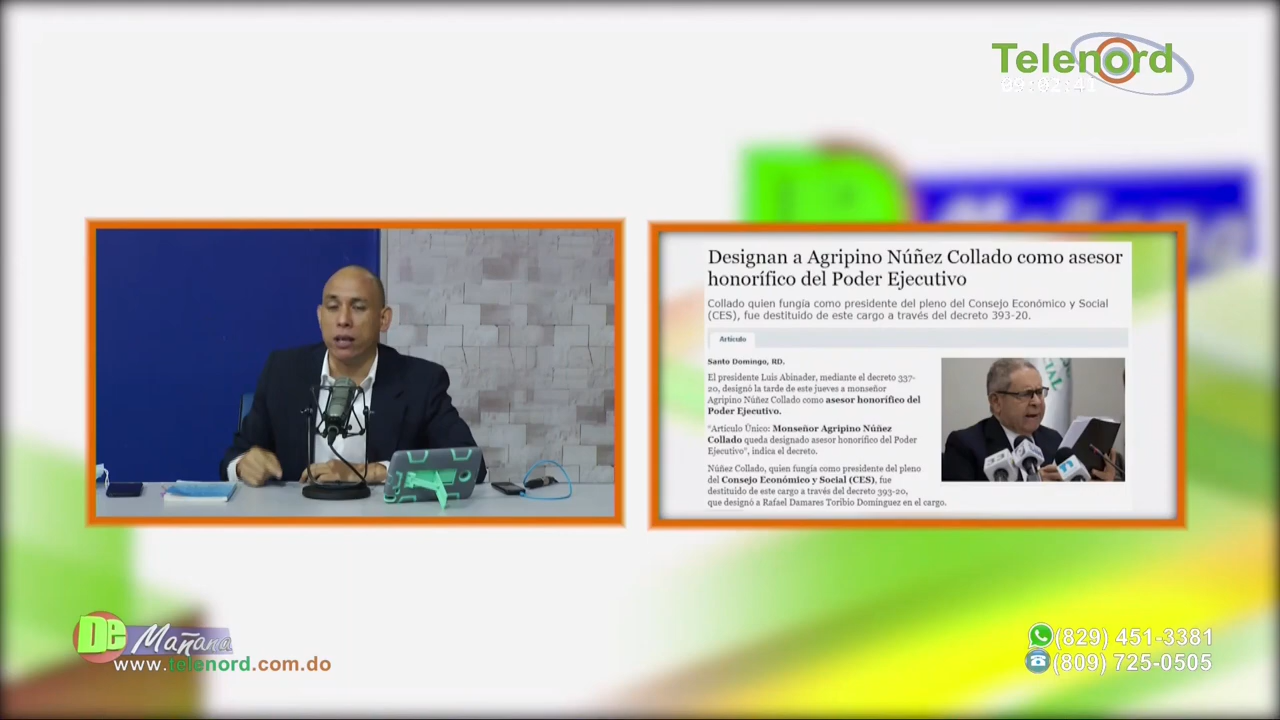 Telenord
09:02:41
Designan a Agripino Núñez Collado como asesor
honorífico del Poder Ejecutivo
Collado quien fungía como presidente del pleno del Consejo Económico y Social
(CES), fue destituido de este cargo a través del decreto 393-20.
Artículo
Santo Domingo, RD.
El presidente Luis Abinader, mediante el decreto 337-
20, designó la tarde de este jueves a monseñor
Agripino Núñez Collado como asesor honorífico del
Poder Ejecutivo.
"Artículo Único: Monseñor Agripino Núñez
Collado queda designado asesor honorífico del Poder
Ejecutivo", indica el decreto.
Núñez Collado, quien fungía como presidente del pleno
del Consejo Económico y Social (CES), fue
destituido de este cargo a través del decreto 393-20,
que designó a Rafael Damares Toribio Domínguez en el cargo.
De Mañana
www.telenord.com.do
(829) 451-3381
(809) 725-0505